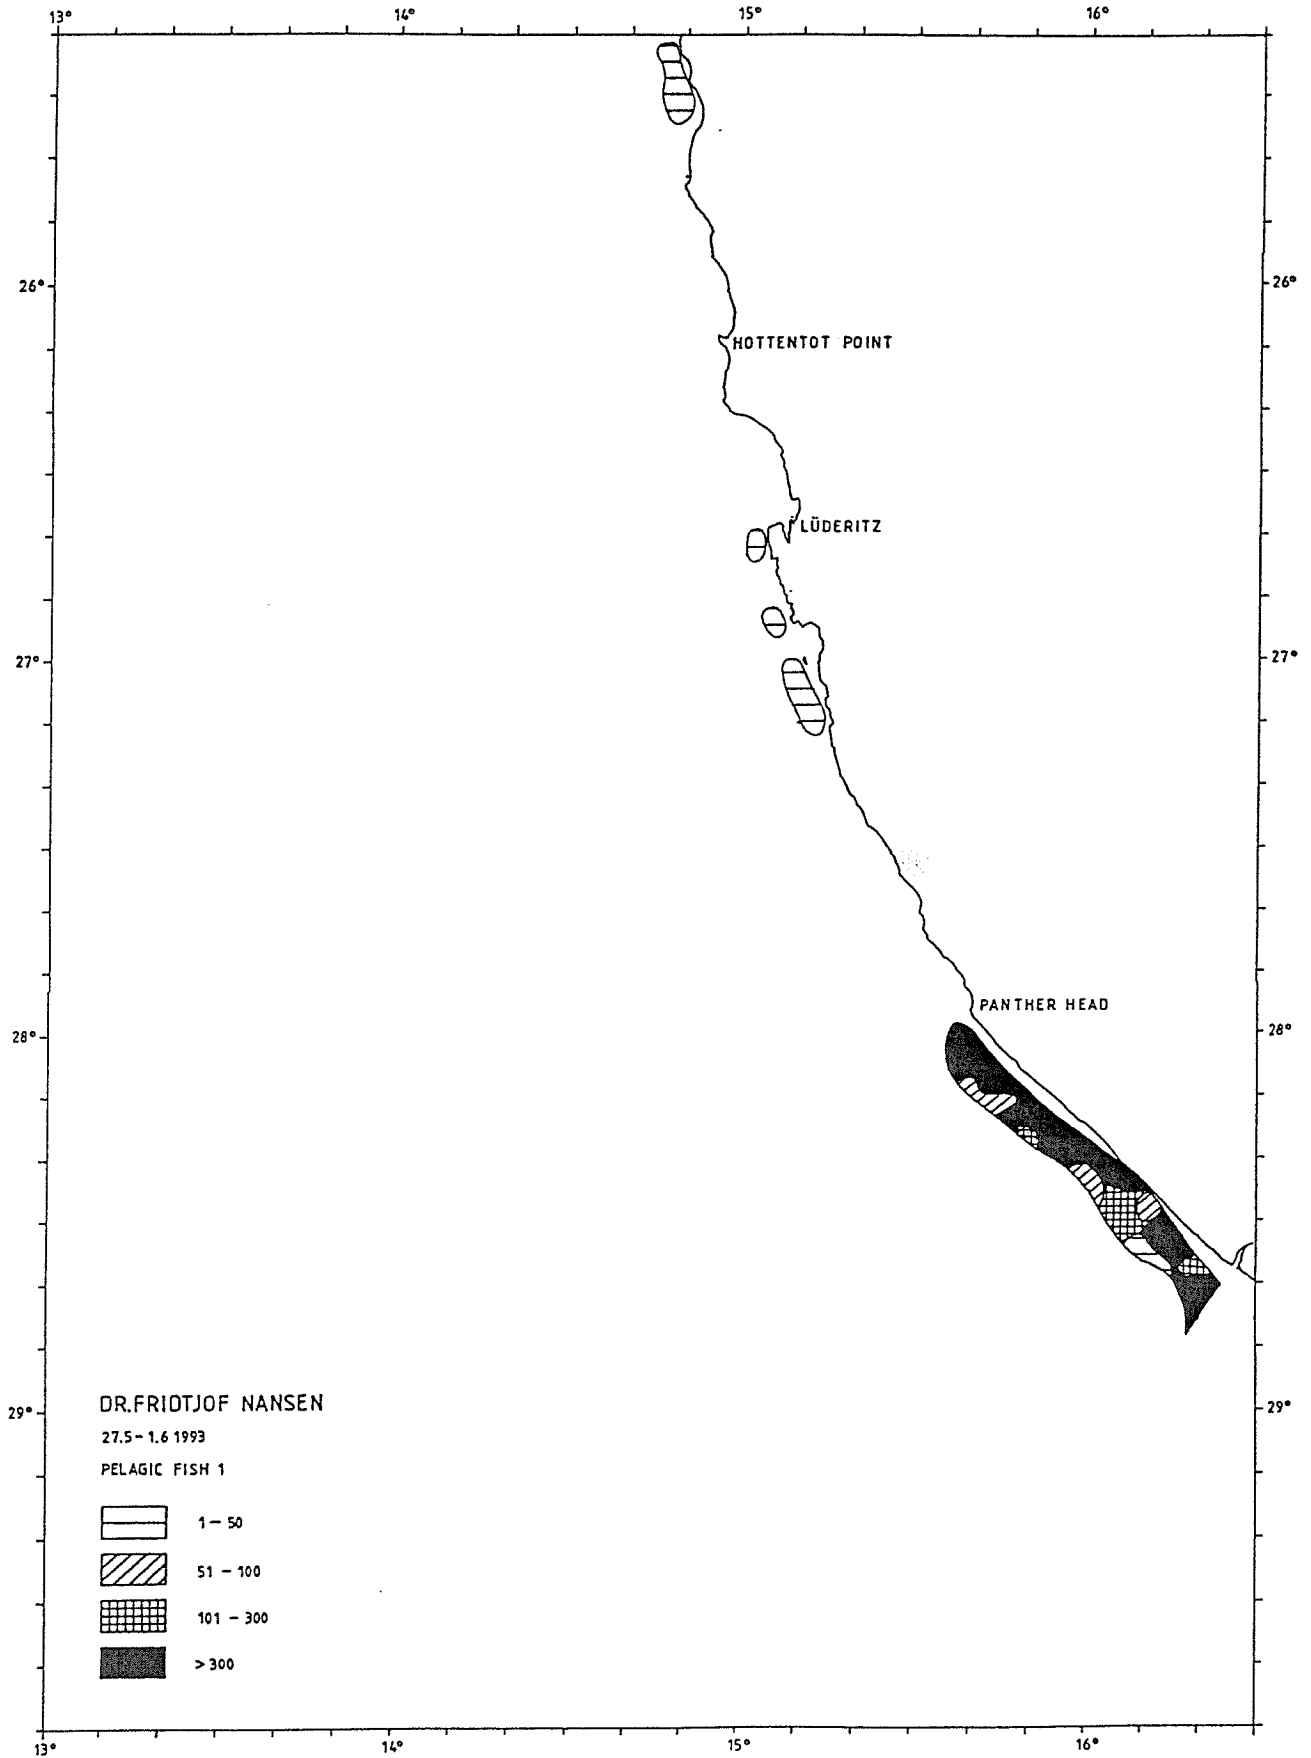 13° 14° 15° 16°
26° 26°
HOTTENTOT POINT
LÜDERITZ
27° 27°
PANTHER HEAD
28° 28°
DR.FRIDTJOF NANSEN
29° 29°
27.5-1.6 1993
PELAGIC FISH 1
1-50
51-100
101-300
>300
13° 14° 15° 16°